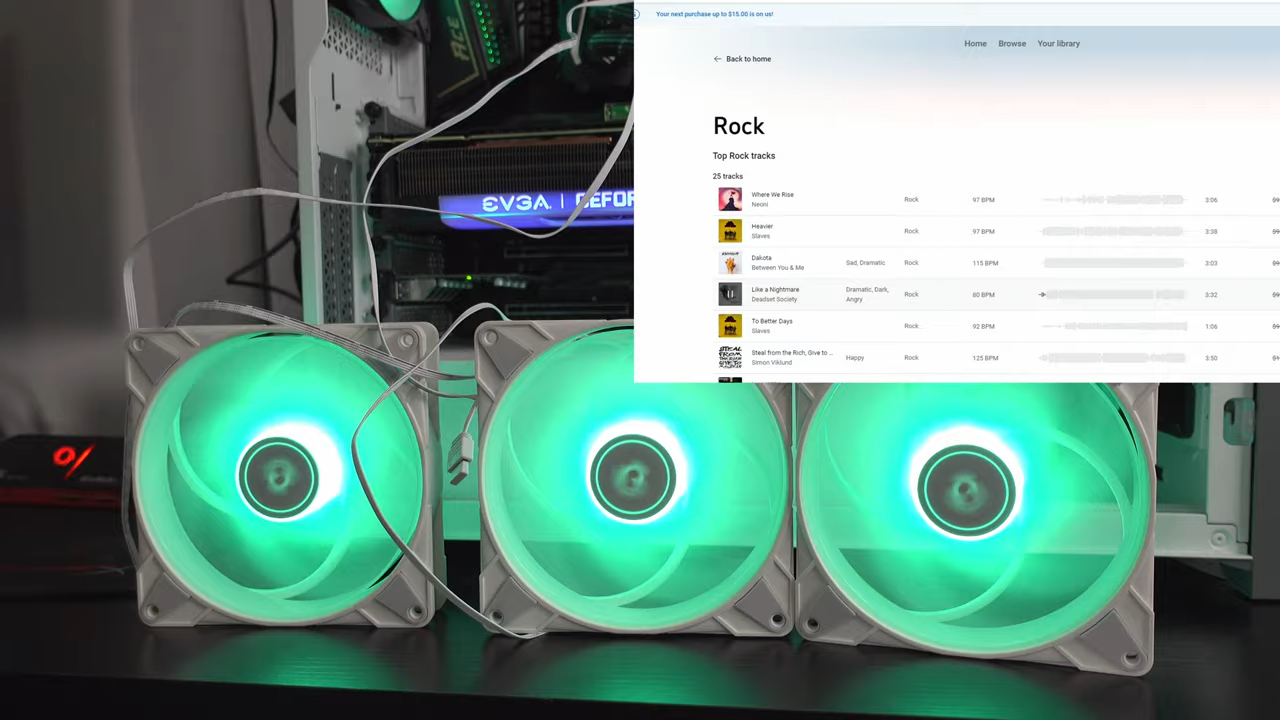 Your next purchase up to $15.00 is on us!
Home Browse Your library
← Back to home
Rock
Top Rock tracks
25 tracks
Where We Rise
Neoni
Rock 97 BPM 3:06
Heavier
Slaves
Rock 97 BPM 3:38
Dakota
Between You & Me
Sad, Dramatic Rock 115 BPM 3:03
Like a Nightmare
Deadset Society
Dramatic, Dark,
Angry
Rock 80 BPM 3:32
To Better Days
Slaves
Rock 92 BPM 1:06
Steal from the Rich, Give to ...
Simon Viklund
Happy Rock 125 BPM 3:50
EVGA | GEFOR